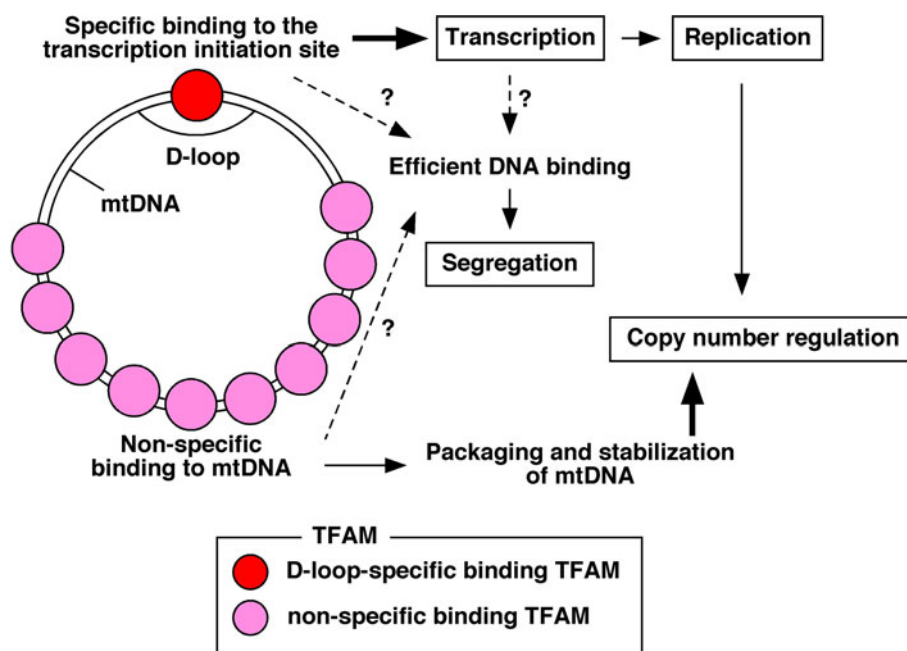 Specific binding to the
transcription initiation site
Transcription
Replication
?
?
D-loop
Efficient DNA binding
mtDNA
Segregation
?
Copy number regulation
Non-specific
binding to mtDNA
Packaging and stabilization
of mtDNA
TFAM
D-loop-specific binding TFAM
non-specific binding TFAM